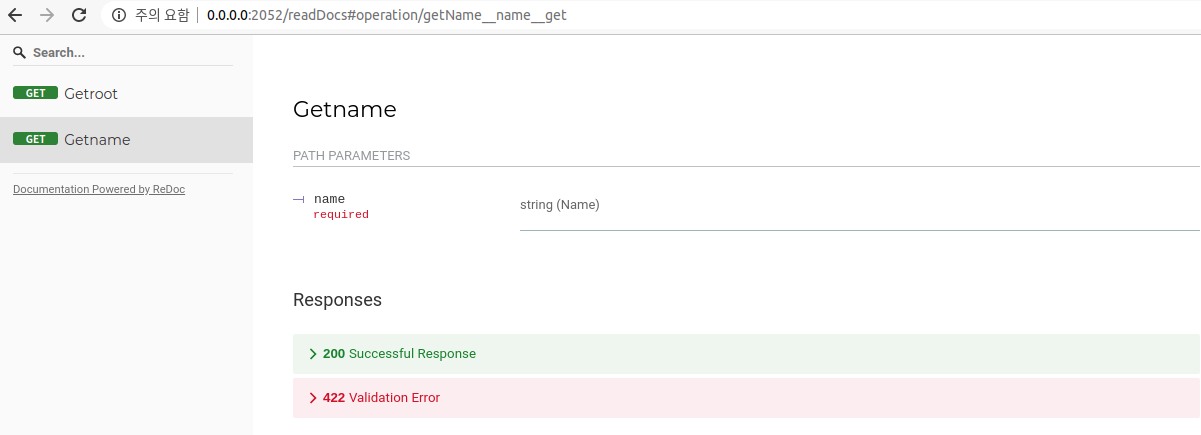 주의 요함 0.0.0.0:2052/readDocs#operation/getName__name__get
Search...
GET Getroot
GET Getname
Documentation Powered by ReDoc
Getname
PATH PARAMETERS
name
required
string (Name)
Responses
200 Successful Response
422 Validation Error